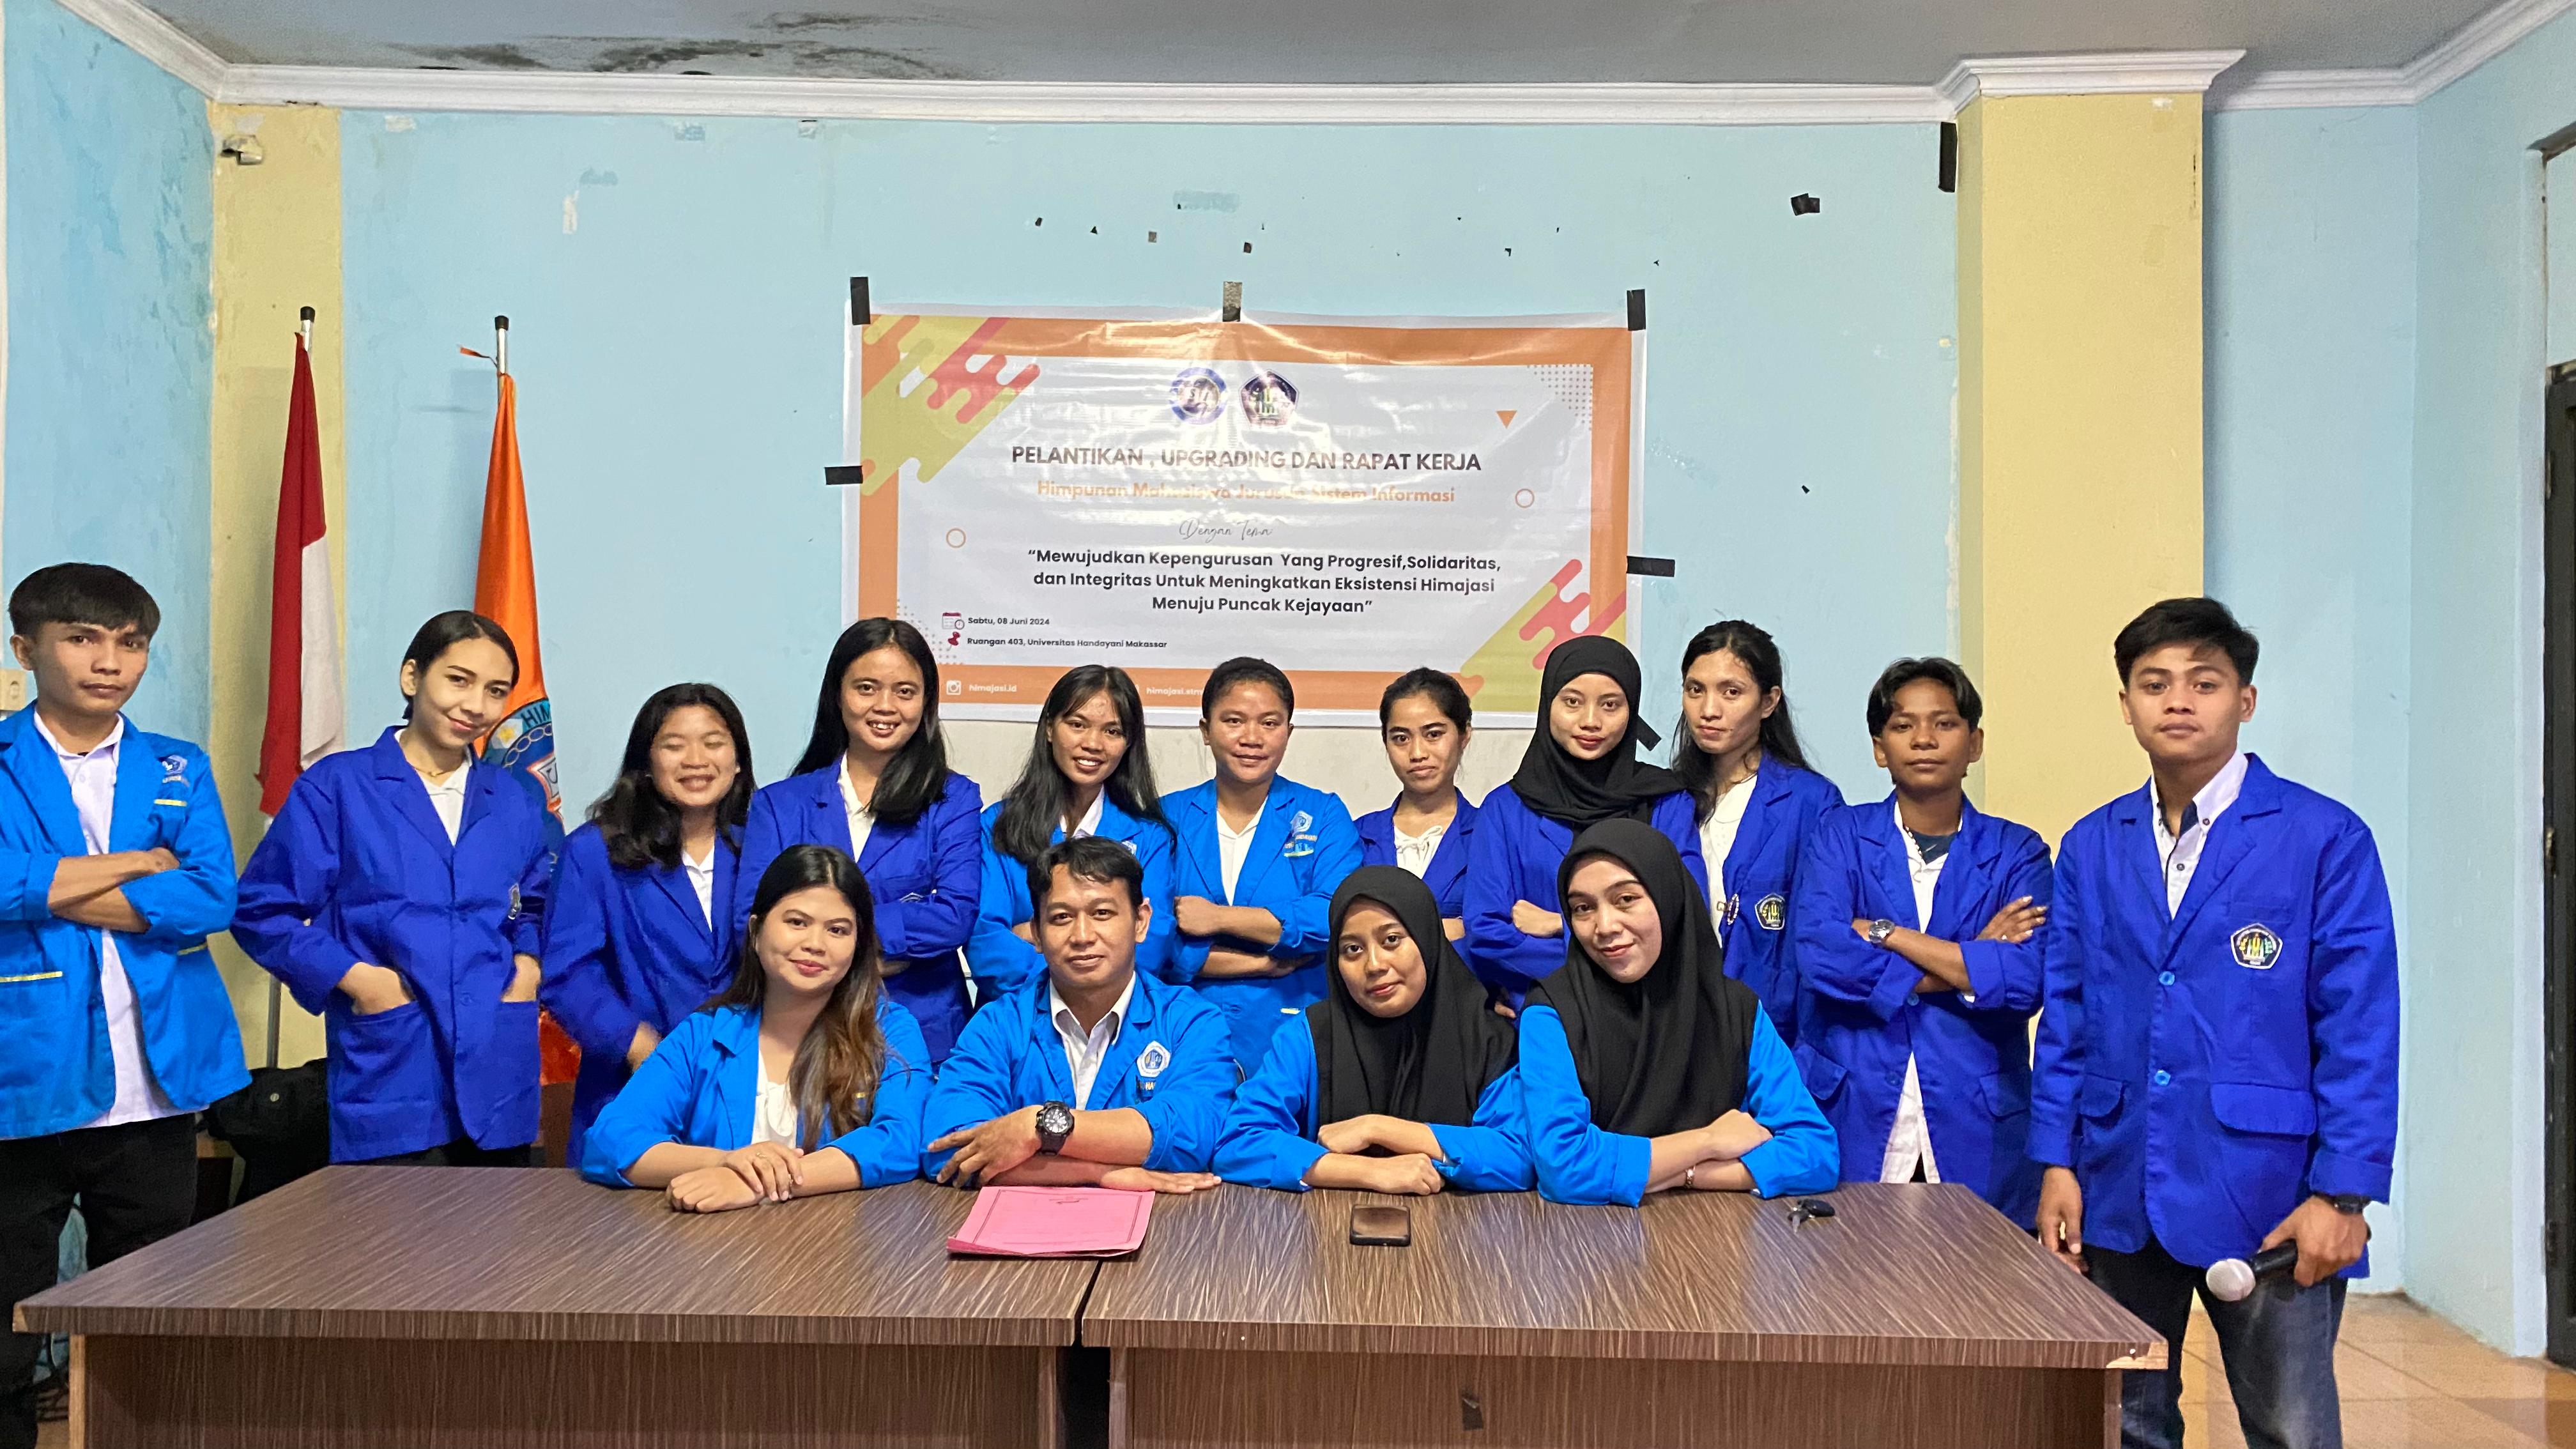 PELANTIKAN , UPGRADING DAN RAPAT KERJA
Himpunan Mahasiswa Jurusan Sistem Informasi
Dengan Tema
“Mewujudkan Kepengurusan Yang Progresif,Solidaritas,
dan Integritas Untuk Meningkatkan Eksistensi Himajasi
Menuju Puncak Kejayaan”
Sabtu, 08 Juni 2024
Ruangan 403, Universitas Handayani Makassar
himajasi.id